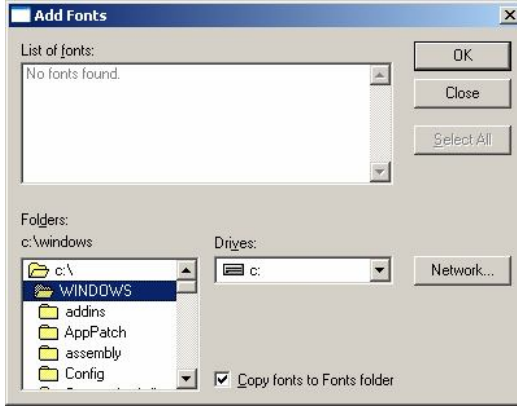 Add Fonts
List of fonts:
No fonts found.
OK
Close
Select All
Folders:
c:\windows
Drives:
c:\
WINDOWS
addins
AppPatch
assembly
Config
c:
Network...
Copy fonts to Fonts folder